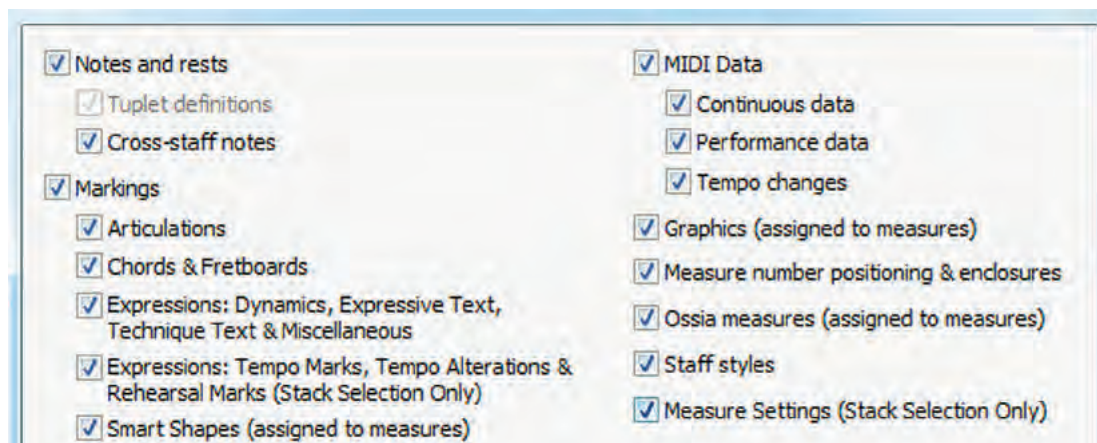 Notes and rests
Tuplet definitions
Cross-staff notes
Markings
Articulations
Chords & Fretboards
Expressions: Dynamics, Expressive Text,
Technique Text & Miscellaneous
Expressions: Tempo Marks, Tempo Alterations &
Rehearsal Marks (Stack Selection Only)
Smart Shapes (assigned to measures)
MIDI Data
Continuous data
Performance data
Tempo changes
Graphics (assigned to measures)
Measure number positioning & enclosures
Ossia measures (assigned to measures)
Staff styles
Measure Settings (Stack Selection Only)